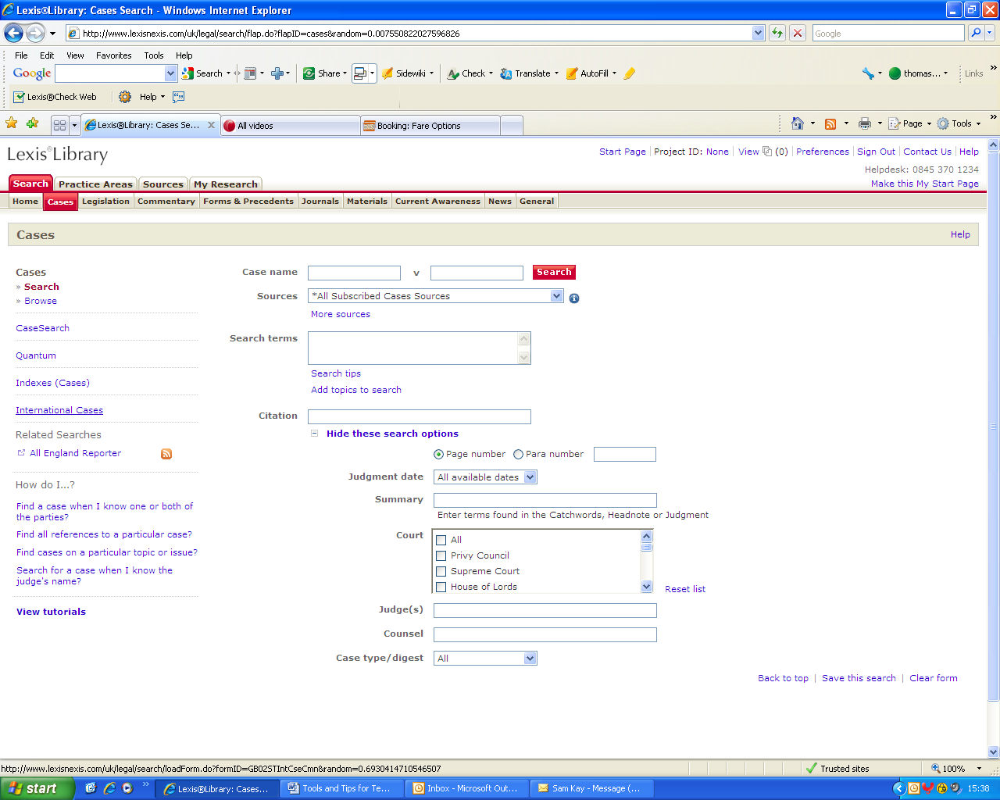 Lexis®Library: Cases Search - Windows Internet Explorer
http://www.lexisnexis.com/uk/legal/search/flap.do?flapID=cases&random=0.007550822027596826
Google
File Edit View Favorites Tools Help
Google Search Share Sidewiki Check Translate AutoFill thomas... Links
Lexis®Check Web Help
Lexis®Library: Cases Se... All videos Booking: Fare Options Page Tools
Lexis®Library
Start Page Project ID: None View (0) Preferences Sign Out Contact Us Help
Helpdesk: 0845 370 1234
Make this My Start Page
Search Practice Areas Sources My Research
Home Cases Legislation Commentary Forms & Precedents Journals Materials Current Awareness News General
Cases
Help
Cases
» Search
» Browse
CaseSearch
Quantum
Indexes (Cases)
International Cases
Related Searches
All England Reporter
How do I...?
Find a case when I know one or both of
the parties?
Find all references to a particular case?
Find cases on a particular topic or issue?
Search for a case when I know the
judge's name?
View tutorials
Case name v Search
Sources *All Subscribed Cases Sources
More sources
Search terms
Search tips
Add topics to search
Citation
Hide these search options
Page number Para number
Judgment date All available dates
Summary
Enter terms found in the Catchwords, Headnote or Judgment
Court All
Privy Council
Supreme Court
House of Lords
Reset list
Judge(s)
Counsel
Case type/digest All
Back to top | Save this search | Clear form
http://www.lexisnexis.com/uk/legal/search/loadForm.do?formID=GB02STIntCseCmn&random=0.6930414710546507
Trusted sites 100%
start Lexis®Library: Cases... Tools and Tips for Te... Inbox - Microsoft Out... Sam Kay - Message (... 15:38